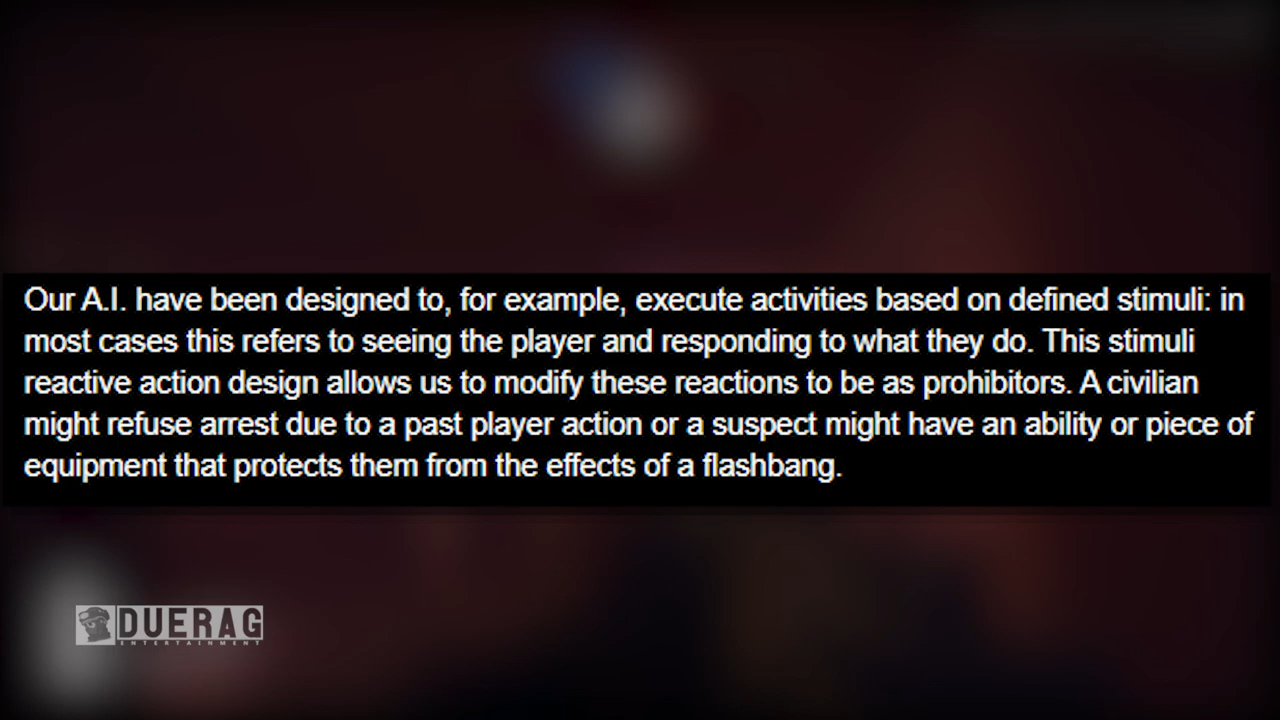 Our A.I. have been designed to, for example, execute activities based on defined stimuli: in
most cases this refers to seeing the player and responding to what they do. This stimuli
reactive action design allows us to modify these reactions to be as prohibitors. A civilian
might refuse arrest due to a past player action or a suspect might have an ability or piece of
equipment that protects them from the effects of a flashbang.
DUERAG
ENTERTAINMENT